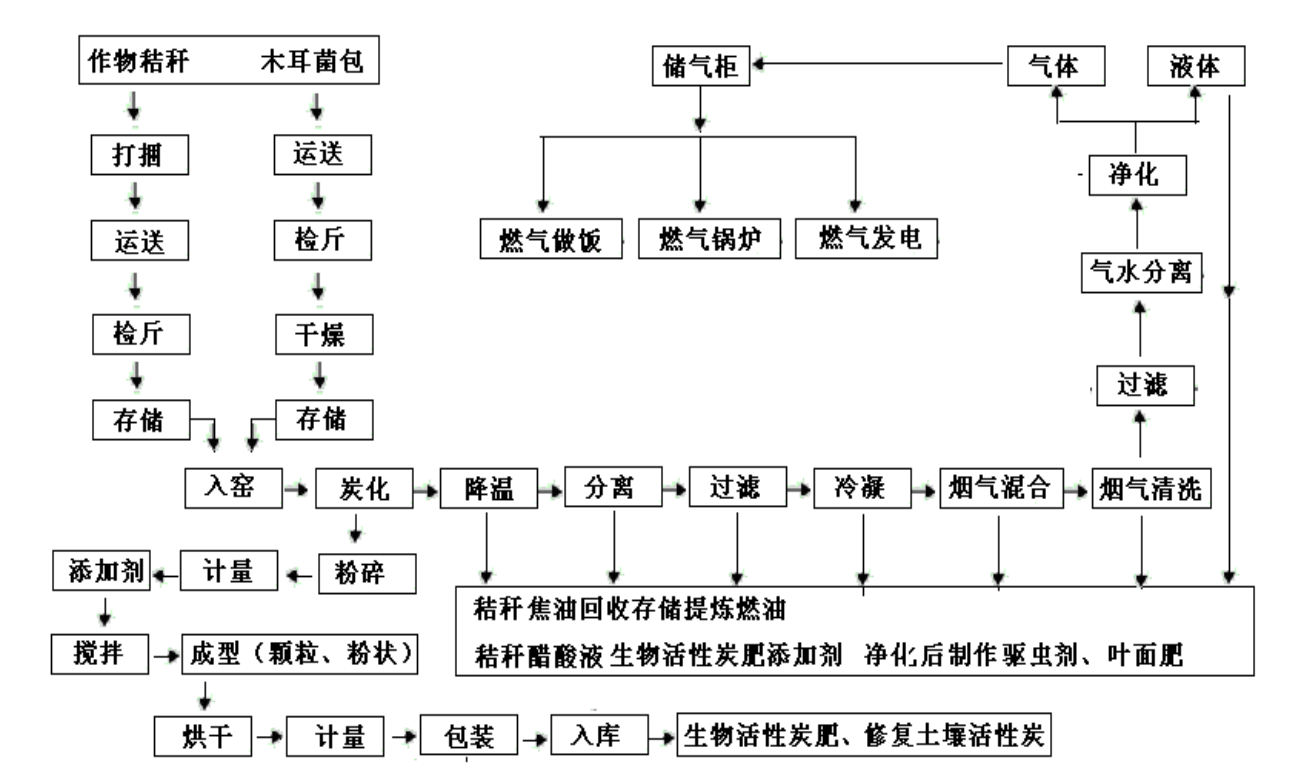 作物秸秆 木耳菌包
储气柜 气体 液体
打捆 运送
净化
运送 检斤
燃气做饭 燃气锅炉 燃气发电
气水分离
检斤 干燥
过滤
存储 存储
入窑 炭化 降温 分离 过滤 冷凝 烟气混合 烟气清洗
添加剂 计量 粉碎
秸秆焦油回收存储提炼燃油
搅拌 成型（颗粒、粉状）
秸秆醋酸液生物活性炭肥添加剂 净化后制作驱虫剂、叶面肥
烘干 计量 包装 入库 生物活性炭肥、修复土壤活性炭